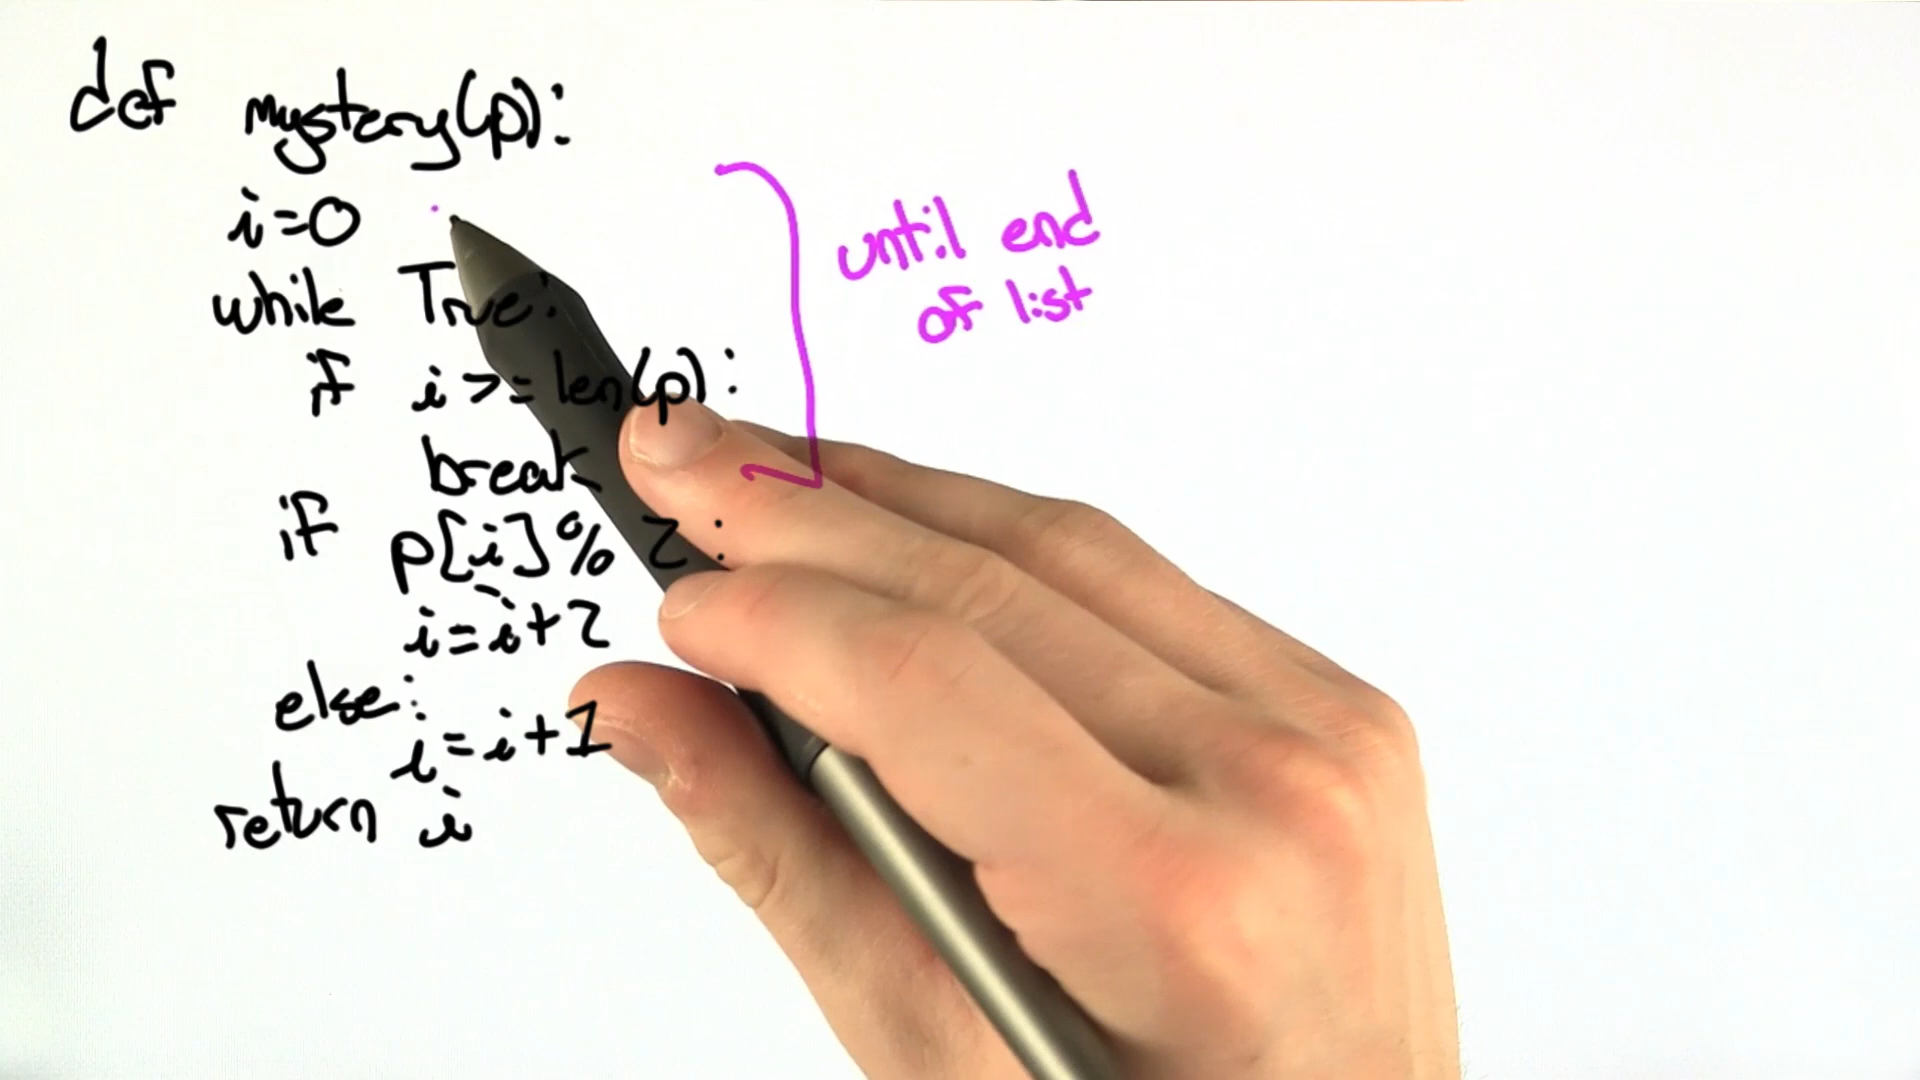 def mystery(p):
i=0
while True:
if i>=len(p):
break
if p[i]% 2:
i=i+2
else:
i=i+1
return i
until end
of list